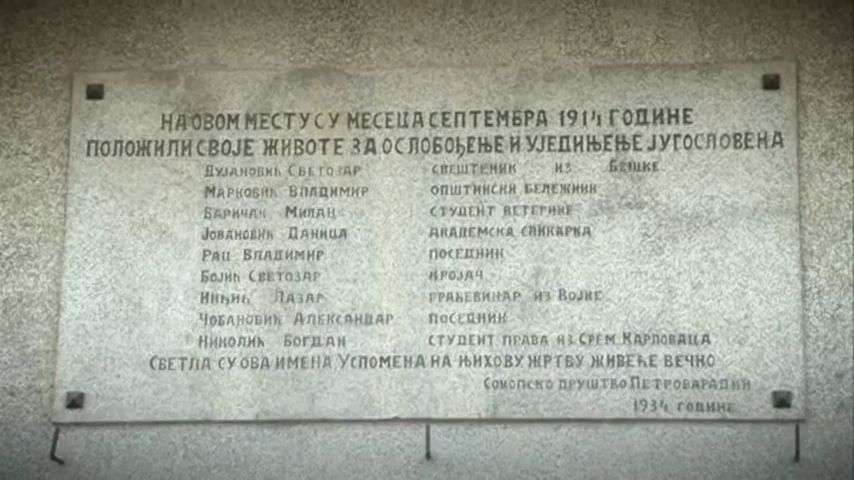 НА ОВОМ МЕСТУ СУ МЕСЕЦА СЕПТЕМБРА 1914 ГОДИНЕ
ПОЛОЖИЛИ СВОЈЕ ЖИВОТЕ ЗА ОСЛОБОЂЕЊЕ И УЈЕДИЊЕЊЕ ЈУГОСЛОВЕНА
ДУЈАНОВИЋ СВЕТОЗАР СВЕШТЕНИК ИЗ БЕШКЕ
МАРКОВИЋ ВЛАДИМИР ОПШТИНСКИ БЕЛЕЖНИК
БАРИЧАК МИЛАН СТУДЕНТ ВЕТЕРИНЕ
ЈОВАНОВИЋ ДАНИЦА АКАДЕМСКА СЛИКАРКА
РАЦ ВЛАДИМИР ПОСЕДНИК
БОЈИЋ СВЕТОЗАР КРОЈАЧ
ИНЂИЋ ЛАЗАР ГРАЂЕВИНАР ИЗ ВОЈКЕ
ЧОБАНОВИЋ АЛЕКСАНДАР ПОСЕДНИК
НИКОЛИЋ БОГДАН СТУДЕНТ ПРАВА ИЗ СРЕМ. КАРЛОВАЦА
СВЕТЛА СУ ОВА ИМЕНА УСПОМЕНА НА ЊИХОВУ ЖРТВУ ЖИВЕЋЕ ВЕЧНО
СОКОЛСКО ДРУШТВО ПЕТРОВАРАДИН
1934 ГОДИНЕ